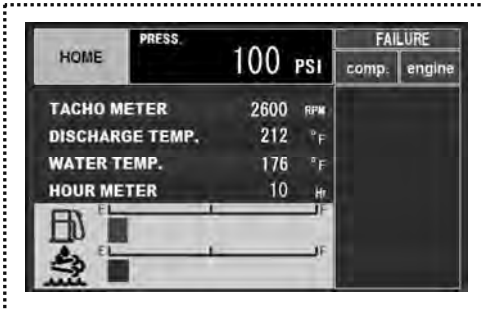 HOME
PRESS.
100 PSI
FAILURE
comp. engine
TACHO METER 2600 RPM
DISCHARGE TEMP. 212 °F
WATER TEMP. 176 °F
HOUR METER 10 Hr
E F
E F